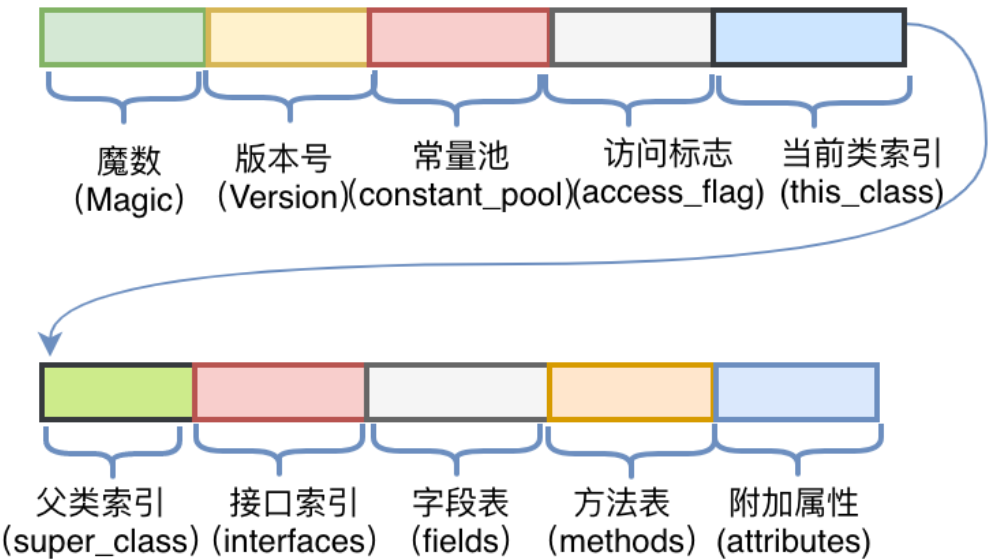 魔数 版本号 常量池 访问标志 当前类索引
(Magic) (Version) (constant_pool) (access_flag) (this_class)
父类索引 接口索引 字段表 方法表 附加属性
(super_class) (interfaces) (fields) (methods) (attributes)